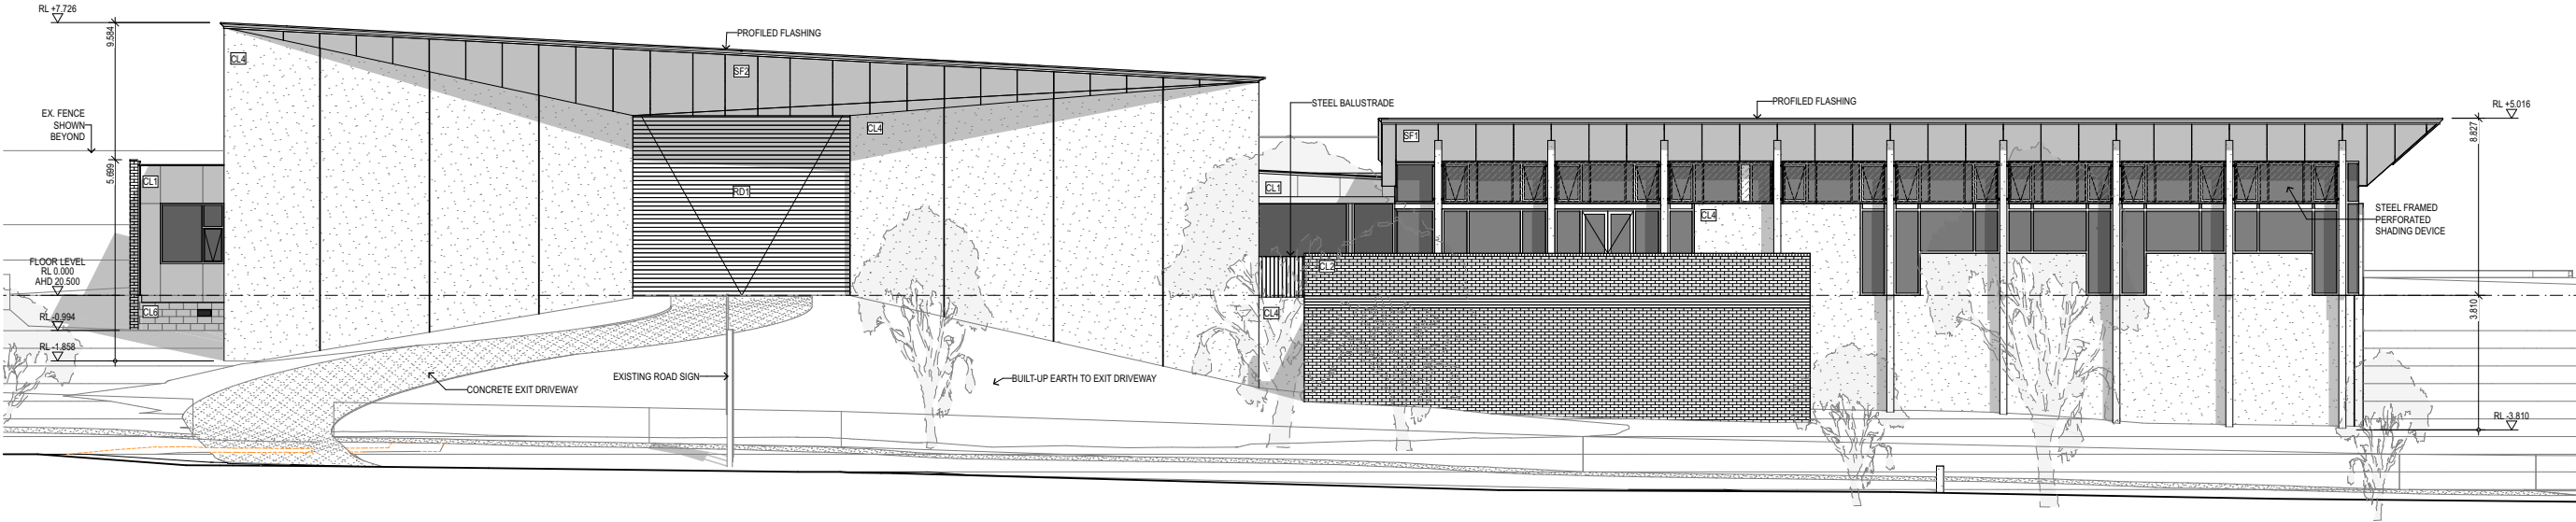 RL +7.726
9.584
PROFILED FLASHING
CL4
SF2
EX. FENCE
SHOWN
BEYOND
5.699
CL1
CL4
RD1
STEEL BALUSTRADE
PROFILED FLASHING
RL +5.016
8.827
SF1
CL1
CL4
STEEL FRAMED
PERFORATED
SHADING DEVICE
FLOOR LEVEL
RL 0.000
AHD 20.500
CL2
CL6
RL -0.994
CL4
3.810
RL -1.858
CONCRETE EXIT DRIVEWAY
EXISTING ROAD SIGN
BUILT-UP EARTH TO EXIT DRIVEWAY
RL -3.810